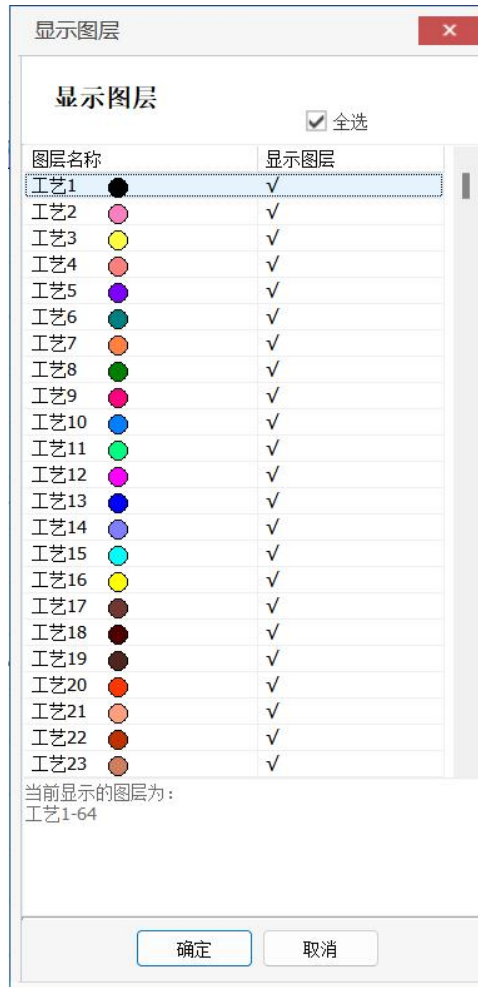 显示图层
显示图层
全选
图层名称 显示图层
工艺1 √
工艺2 √
工艺3 √
工艺4 √
工艺5 √
工艺6 √
工艺7 √
工艺8 √
工艺9 √
工艺10 √
工艺11 √
工艺12 √
工艺13 √
工艺14 √
工艺15 √
工艺16 √
工艺17 √
工艺18 √
工艺19 √
工艺20 √
工艺21 √
工艺22 √
工艺23 √
当前显示的图层为:
工艺1-64
确定 取消